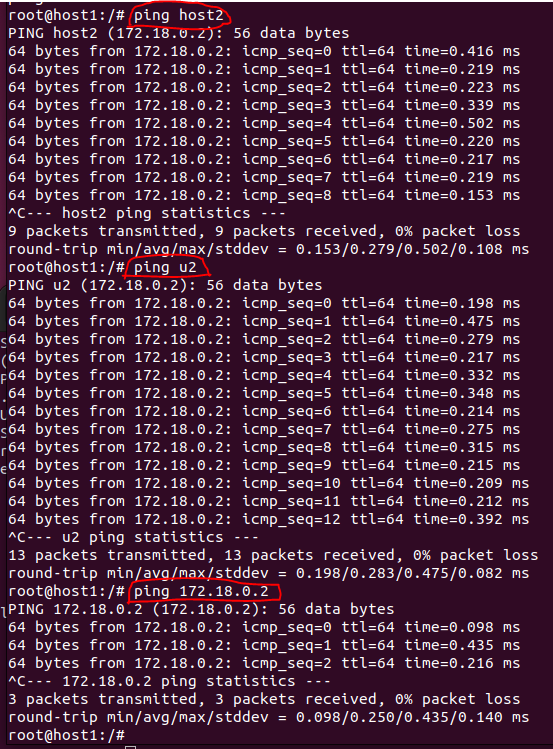 root@host1:/# ping host2
PING host2 (172.18.0.2): 56 data bytes
64 bytes from 172.18.0.2: icmp_seq=0 ttl=64 time=0.416 ms
64 bytes from 172.18.0.2: icmp_seq=1 ttl=64 time=0.219 ms
64 bytes from 172.18.0.2: icmp_seq=2 ttl=64 time=0.223 ms
64 bytes from 172.18.0.2: icmp_seq=3 ttl=64 time=0.339 ms
64 bytes from 172.18.0.2: icmp_seq=4 ttl=64 time=0.502 ms
64 bytes from 172.18.0.2: icmp_seq=5 ttl=64 time=0.220 ms
64 bytes from 172.18.0.2: icmp_seq=6 ttl=64 time=0.217 ms
64 bytes from 172.18.0.2: icmp_seq=7 ttl=64 time=0.219 ms
64 bytes from 172.18.0.2: icmp_seq=8 ttl=64 time=0.153 ms
^C--- host2 ping statistics ---
9 packets transmitted, 9 packets received, 0% packet loss
round-trip min/avg/max/stddev = 0.153/0.279/0.502/0.108 ms
root@host1:/# ping u2
PING u2 (172.18.0.2): 56 data bytes
64 bytes from 172.18.0.2: icmp_seq=0 ttl=64 time=0.198 ms
64 bytes from 172.18.0.2: icmp_seq=1 ttl=64 time=0.475 ms
64 bytes from 172.18.0.2: icmp_seq=2 ttl=64 time=0.279 ms
64 bytes from 172.18.0.2: icmp_seq=3 ttl=64 time=0.217 ms
64 bytes from 172.18.0.2: icmp_seq=4 ttl=64 time=0.332 ms
64 bytes from 172.18.0.2: icmp_seq=5 ttl=64 time=0.348 ms
64 bytes from 172.18.0.2: icmp_seq=6 ttl=64 time=0.214 ms
64 bytes from 172.18.0.2: icmp_seq=7 ttl=64 time=0.275 ms
64 bytes from 172.18.0.2: icmp_seq=8 ttl=64 time=0.315 ms
64 bytes from 172.18.0.2: icmp_seq=9 ttl=64 time=0.215 ms
64 bytes from 172.18.0.2: icmp_seq=10 ttl=64 time=0.209 ms
64 bytes from 172.18.0.2: icmp_seq=11 ttl=64 time=0.212 ms
64 bytes from 172.18.0.2: icmp_seq=12 ttl=64 time=0.392 ms
^C--- u2 ping statistics ---
13 packets transmitted, 13 packets received, 0% packet loss
round-trip min/avg/max/stddev = 0.198/0.283/0.475/0.082 ms
root@host1:/# ping 172.18.0.2
PING 172.18.0.2 (172.18.0.2): 56 data bytes
64 bytes from 172.18.0.2: icmp_seq=0 ttl=64 time=0.098 ms
64 bytes from 172.18.0.2: icmp_seq=1 ttl=64 time=0.435 ms
64 bytes from 172.18.0.2: icmp_seq=2 ttl=64 time=0.216 ms
^C--- 172.18.0.2 ping statistics ---
3 packets transmitted, 3 packets received, 0% packet loss
round-trip min/avg/max/stddev = 0.098/0.250/0.435/0.140 ms
root@host1:/#